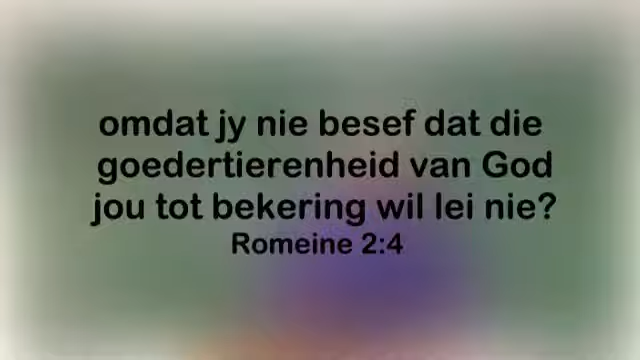 omdat jy nie besef dat die
goedertierenheid van God
jou tot bekering wil lei nie?
Romeine 2:4